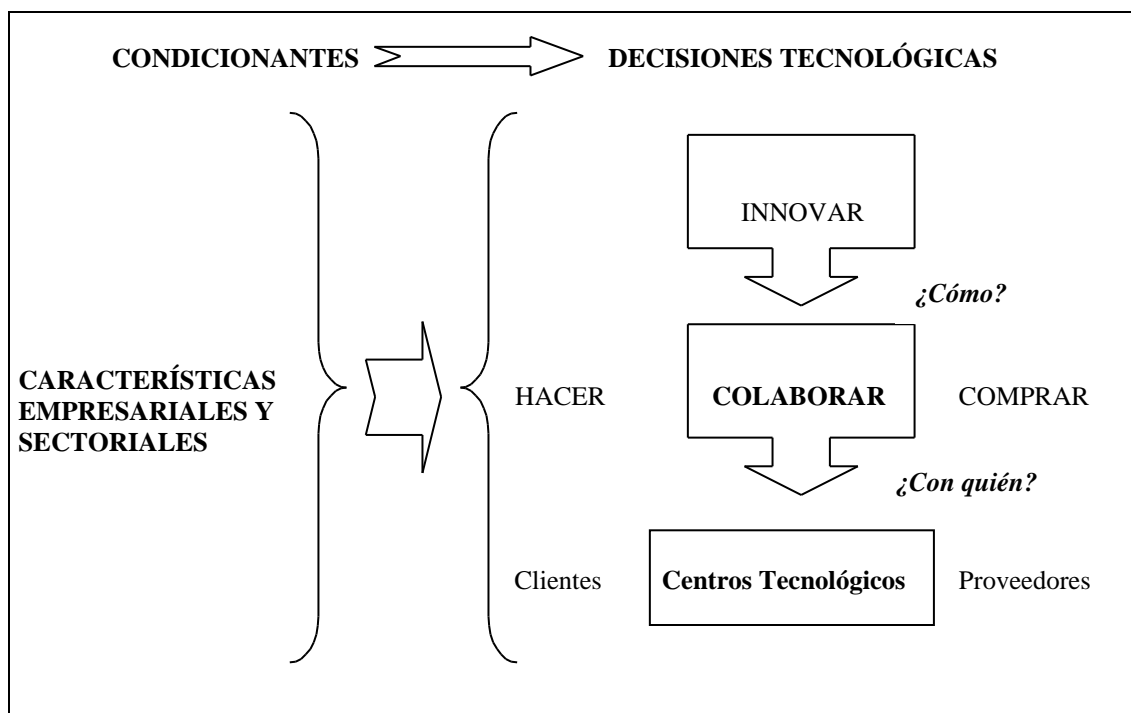 CONDICIONANTES DECISIONES TECNOLÓGICAS
INNOVAR
¿Cómo?
CARACTERÍSTICAS
EMPRESARIALES Y
SECTORIALES
HACER COLABORAR COMPRAR
¿Con quién?
Clientes Centros Tecnológicos Proveedores